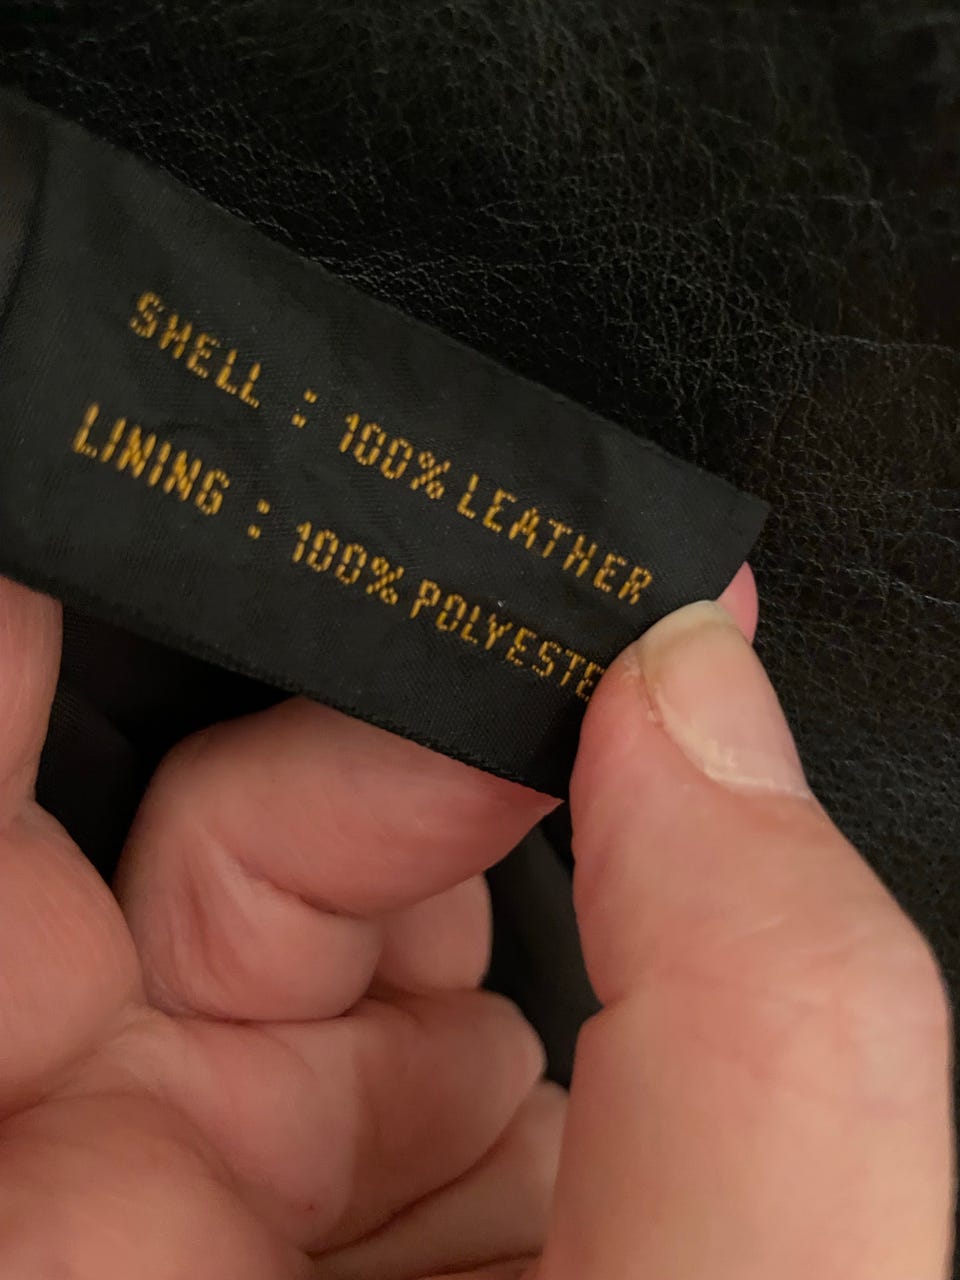 SHELL : 100% LEATHER
LINING : 100% POLYESTE